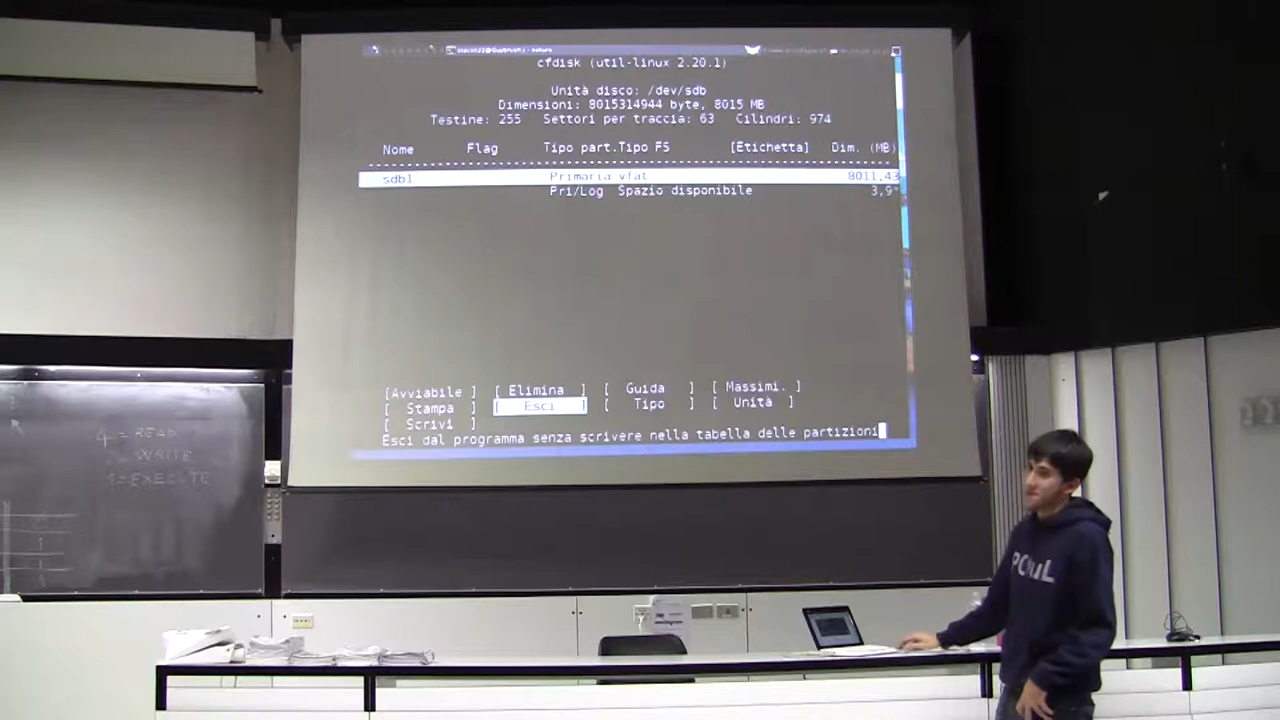 cfdisk (util-linux 2.20.1)
Unità disco: /dev/sdb
Dimensioni: 8015314944 byte, 8015 MB
Testine: 255 Settori per traccia: 63 Cilindri: 974
Nome Flag Tipo part.Tipo FS [Etichetta] Dim. (MB)
sdb1 Primaria vfat 8011,43
Pri/Log Spazio disponibile 3,9
[Avviabile ] [ Elimina ] [ Guida ] [ Massimi. ]
[ Stampa ] [ Esci ] [ Tipo ] [ Unità ]
[ Scrivi ]
Esci dal programma senza scrivere nella tabella delle partizioni
4 = READ
WRITE
1=EXECUTE